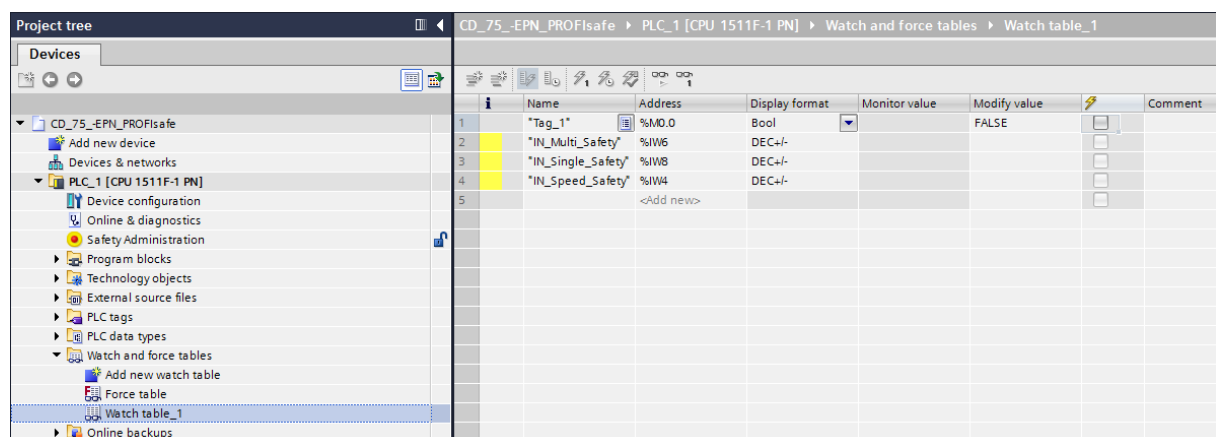 Project tree
CD_75_-EPN_PROFIsafe PLC_1 [CPU 1511F-1 PN] Watch and force tables Watch table_1
Devices
i Name Address Display format Monitor value Modify value Comment
CD_75_-EPN_PROFIsafe
Add new device
Devices & networks
PLC_1 [CPU 1511F-1 PN]
Device configuration
Online & diagnostics
Safety Administration
Program blocks
Technology objects
External source files
PLC tags
PLC data types
Watch and force tables
Add new watch table
Force table
Watch table_1
Online backups
1 "Tag_1" %M0.0 Bool FALSE
2 "IN_Multi_Safety" %IW6 DEC+/-
3 "IN_Single_Safety" %IW8 DEC+/-
4 "IN_Speed_Safety" %IW4 DEC+/-
5 <Add new>